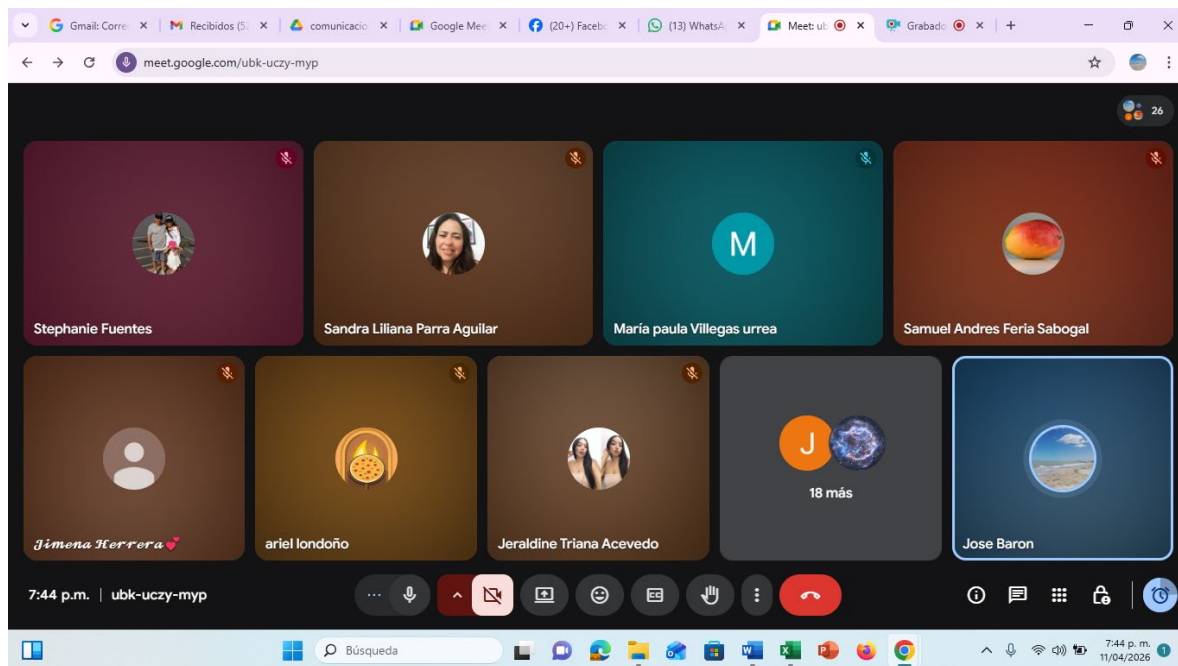 Gmail: Corre
Recibidos (5
comunicacio
Google Mee
(20+) Faceb
(13) WhatsA
Meet: ub
Grabado
meet.google.com/ubk-uczy-myp
26
Stephanie Fuentes
Sandra Liliana Parra Aguilar
M
María paula Villegas urrea
Samuel Andres Feria Sabogal
𝓙𝓲𝓶𝓮𝓷𝓪 𝓗𝓮𝓻𝓻𝓮𝓻𝓪💕
ariel londoño
Jeraldine Triana Acevedo
J
18 más
Jose Baron
7:44 p.m. | ubk-uczy-myp
Búsqueda
7:44 p. m.
11/04/2026
1